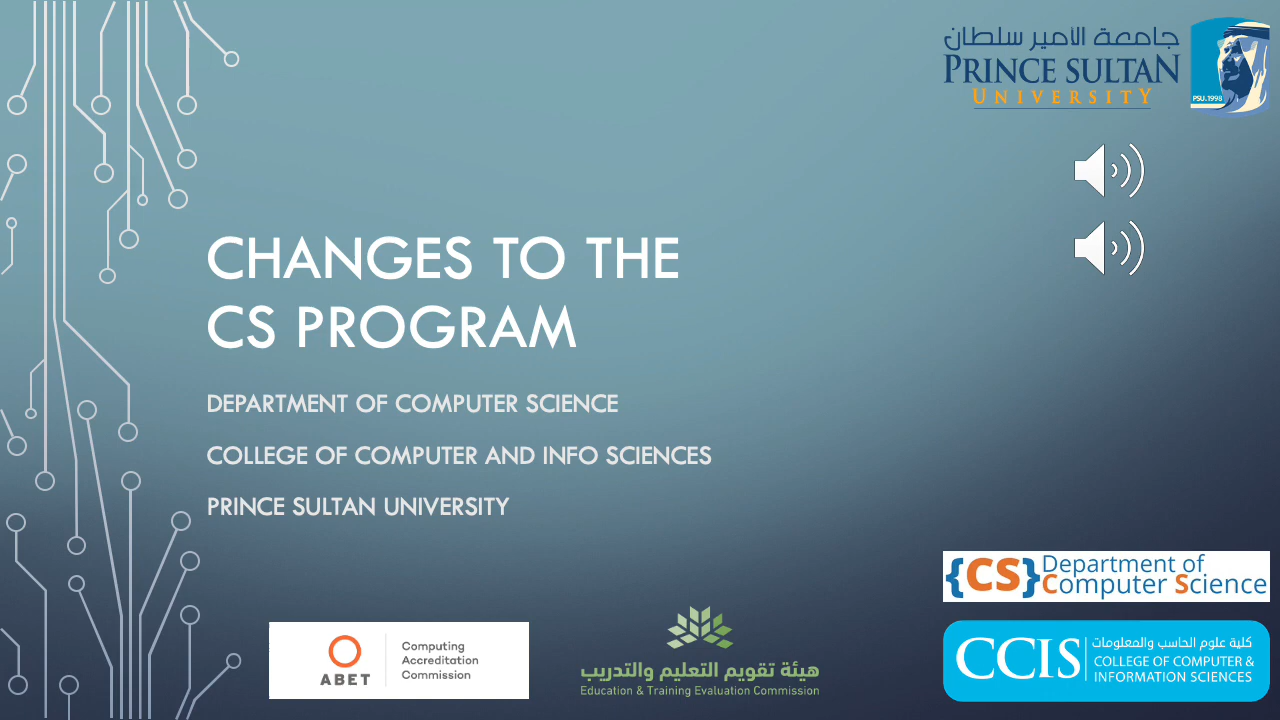 جامعة الأمير سلطان
PRINCE SULTAN
UNIVERSITY
PSU.1998
CHANGES TO THE
CS PROGRAM
DEPARTMENT OF COMPUTER SCIENCE
COLLEGE OF COMPUTER AND INFO SCIENCES
PRINCE SULTAN UNIVERSITY
{CS} Department of
Computer Science
ABET
Computing
Accreditation
Commission
هيئة تقويم التعليم والتدريب
Education & Training Evaluation Commission
CCIS
كلية علوم الحاسب والمعلومات
COLLEGE OF COMPUTER &
INFORMATION SCIENCES